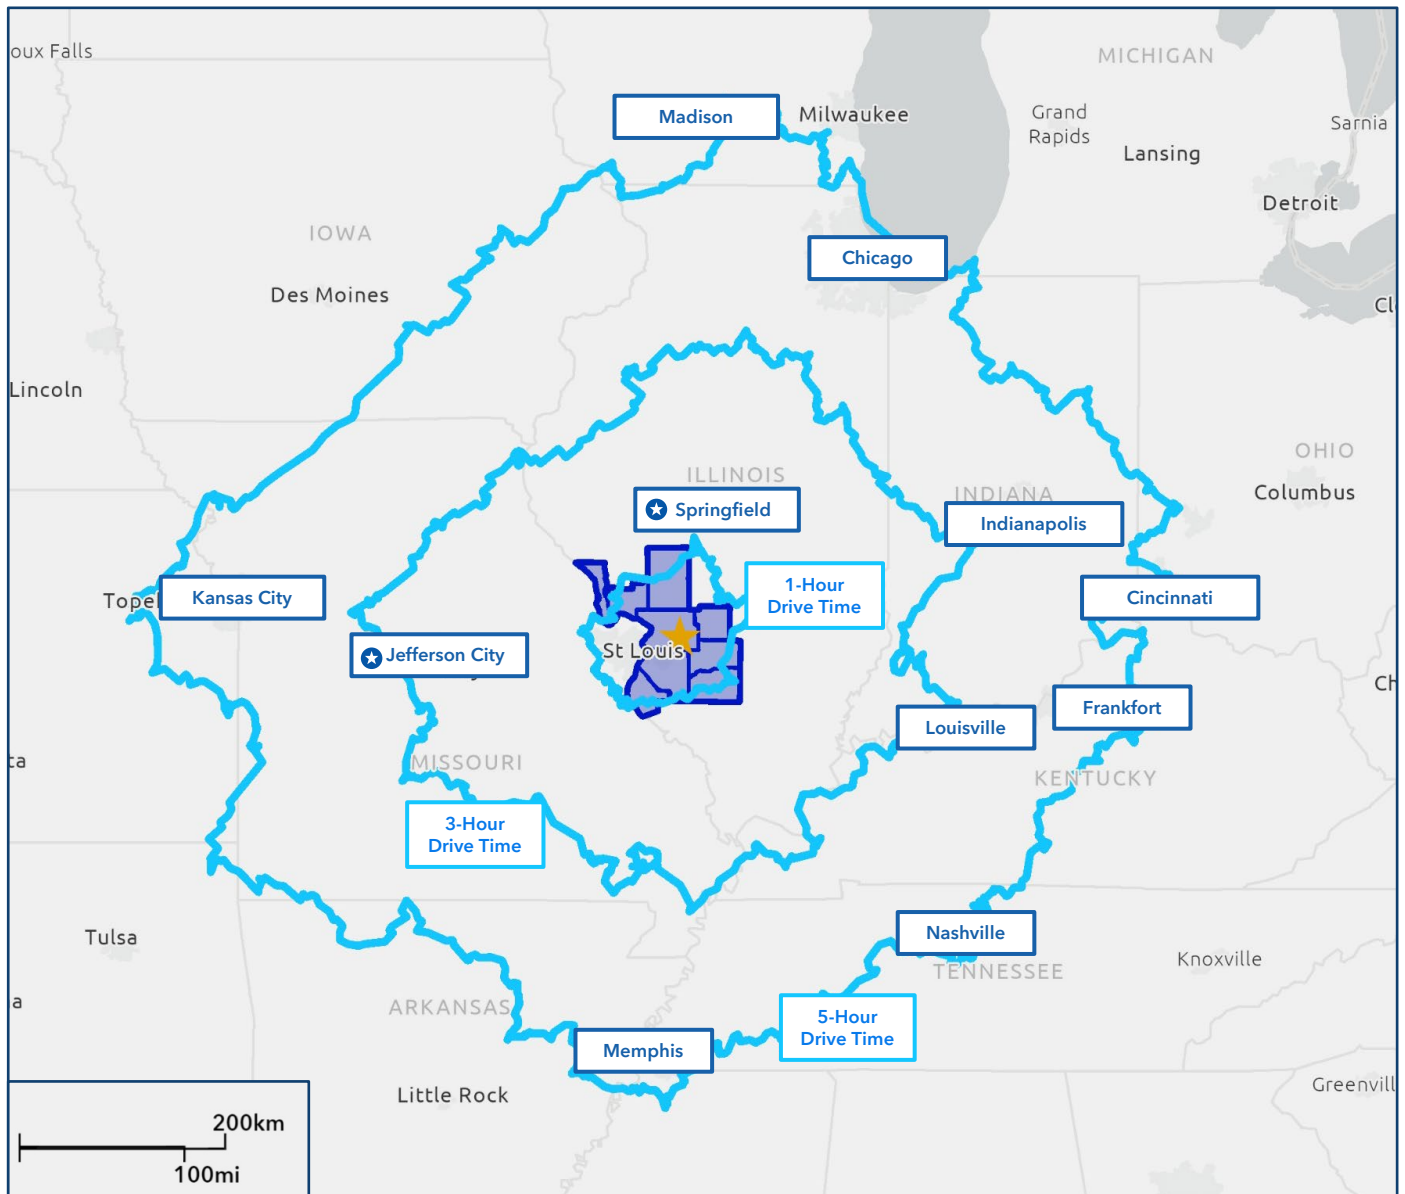 oux Falls
MICHIGAN
Madison
Milwaukee
Grand
Rapids
Sarnia
Lansing
Detroit
IOWA
Chicago
Des Moines
Cl
Lincoln
ILLINOIS
OHIO
Columbus
INDIANA
Springfield
Indianapolis
1-Hour
Drive Time
Kansas City
Tope
Cincinnati
St Louis
Jefferson City
Ch
Frankfort
Louisville
ta
MISSOURI
KENTUCKY
3-Hour
Drive Time
Tulsa
Nashville
Knoxville
TENNESSEE
a
ARKANSAS
5-Hour
Drive Time
Memphis
Little Rock
Greenvill
200km
100mi